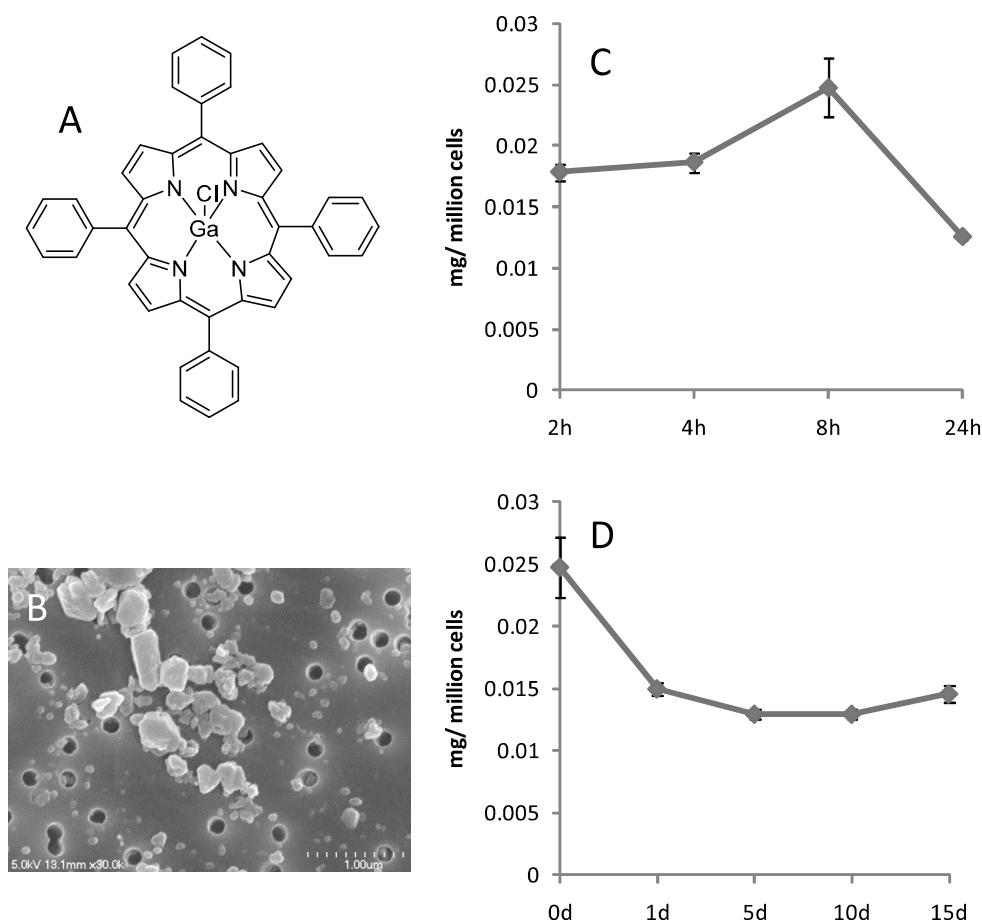 A
N
N
Cl
Ga
N
N
B
5.0kV 13.1mm x30.0k
1.00um
C
mg/ million cells
0.03
0.025
0.02
0.015
0.01
0.005
0
2h
4h
8h
24h
D
mg/ million cells
0.03
0.025
0.02
0.015
0.01
0.005
0
0d
1d
5d
10d
15d